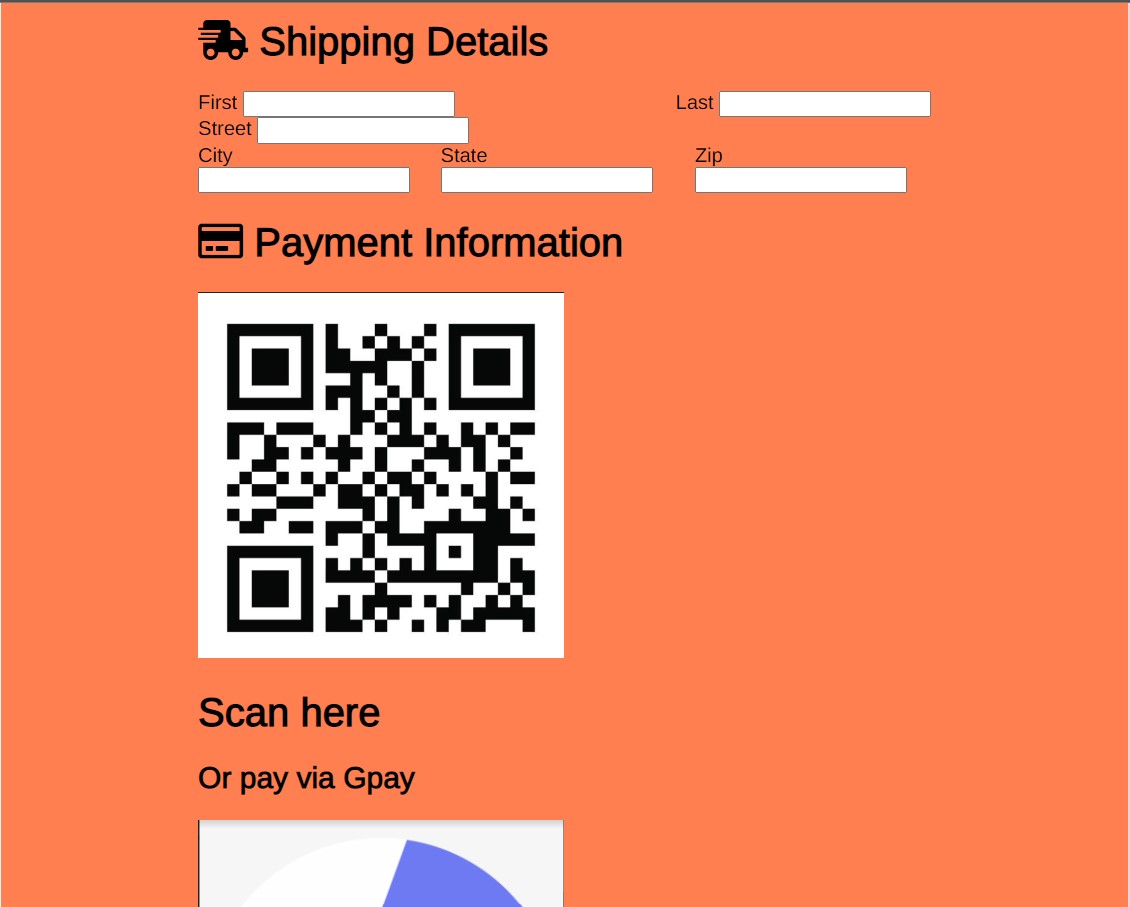 Shipping Details
First Last
Street
City State Zip
Payment Information
Scan here
Or pay via Gpay